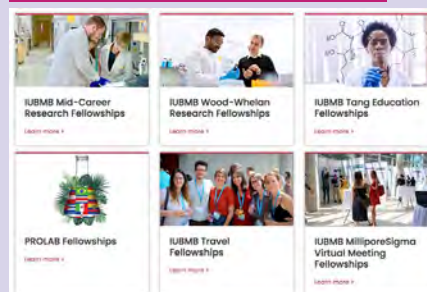 IUBMB Mid-Career
Research Fellowships
Learn more >
IUBMB Wood-Whelan
Research Fellowships
Learn more >
IUBMB Tang Education
Fellowships
Learn more >
PROLAB Fellowships
Learn more >
IUBMB Travel
Fellowships
Learn more >
IUBMB MilliporeSigma
Virtual Meeting
Fellowships
Learn more >